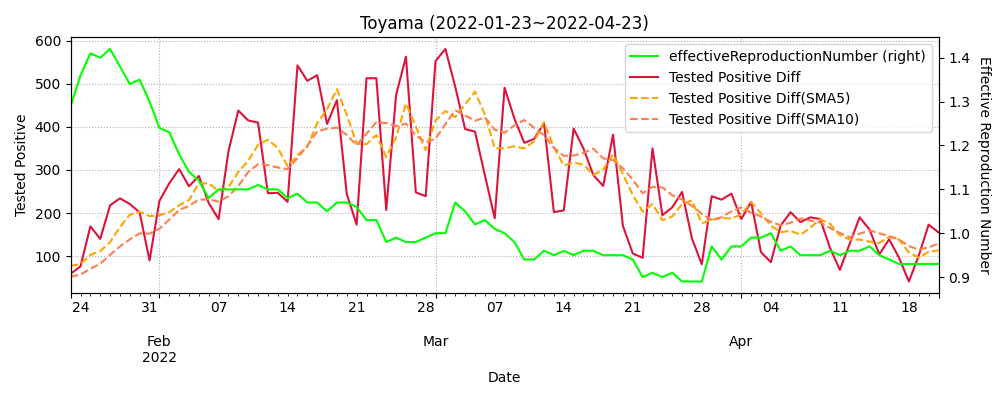 Toyama (2022-01-23~2022-04-23)
effectiveReproductionNumber (right)
Tested Positive Diff
Tested Positive Diff(SMA5)
Tested Positive Diff(SMA10)
Tested Positive
600
500
400
300
200
100
1.4
1.3
1.2
1.1
1.0
0.9
Effective Reproduction Number
24 31 07 14 21 28 07 14 21 28 04 11 18
Feb Mar Apr
2022
Date